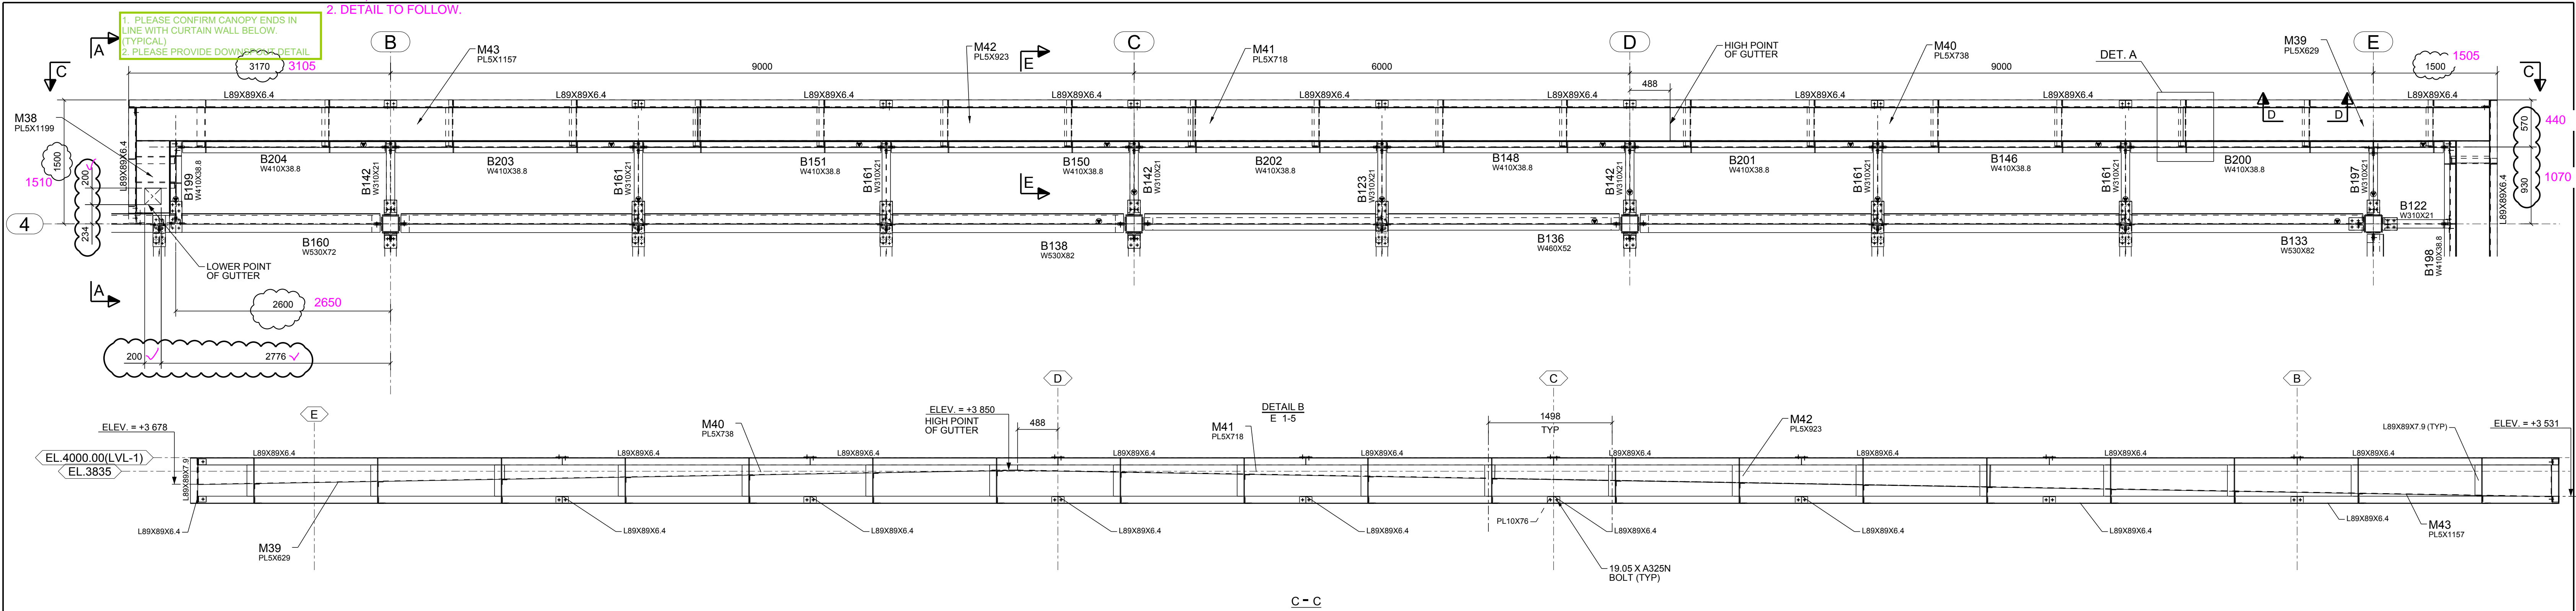 2. DETAIL TO FOLLOW.
1. PLEASE CONFIRM CANOPY ENDS IN
LINE WITH CURTAIN WALL BELOW.
(TYPICAL)
A
B
C
D
E
M43
PL5X1157
M42
PL5X923
E
M41
PL5X718
HIGH POINT
OF GUTTER
M40
PL5X738
DET. A
M39
PL5X629
C
3170 3105
9000
6000
9000
1500 1505
C
488
L89X89X6.4
L89X89X6.4
L89X89X6.4
L89X89X6.4
L89X89X6.4
L89X89X6.4
L89X89X6.4
L89X89X6.4
L89X89X6.4
M38
PL5X1199
D
D
570
440
1500
1510
200
234
L89X89X6.4
B199
W410X38.8
B204
W410X38.8
B142
W310X21
B203
W410X38.8
B161
W310X21
B151
W410X38.8
B161
W310X21
B150
W410X38.8
B142
W310X21
B202
W410X38.8
B123
W310X21
B148
W410X38.8
B142
W310X21
B201
W410X38.8
B161
W310X21
B146
W410X38.8
B161
W310X21
B200
W410X38.8
B197
W310X21
B122
W310X21
L89X89X6.4
930
1070
E
4
B160
W530X72
B138
W530X82
B136
W460X52
B133
W530X82
B198
W410X38.8
LOWER POINT
OF GUTTER
A
2600 2650
200
2776
E
D
C
B
ELEV. = +3 678
EL.4000.00(LVL-1)
EL.3835
ELEV. = +3 850
HIGH POINT
OF GUTTER
488
DETAIL B
E 1-5
M40
PL5X738
M41
PL5X718
1498
TYP
M42
PL5X923
L89X89X7.9 (TYP)
ELEV. = +3 531
L89X89X7.9
L89X89X6.4
L89X89X6.4
L89X89X6.4
L89X89X6.4
L89X89X6.4
L89X89X6.4
L89X89X6.4
L89X89X6.4
L89X89X6.4
L89X89X6.4
L89X89X6.4
L89X89X6.4
L89X89X6.4
L89X89X6.4
PL10X76
L89X89X6.4
L89X89X6.4
L89X89X6.4
L89X89X6.4
M39
PL5X629
M43
PL5X1157
19.05 X A325N
BOLT (TYP)
C - C